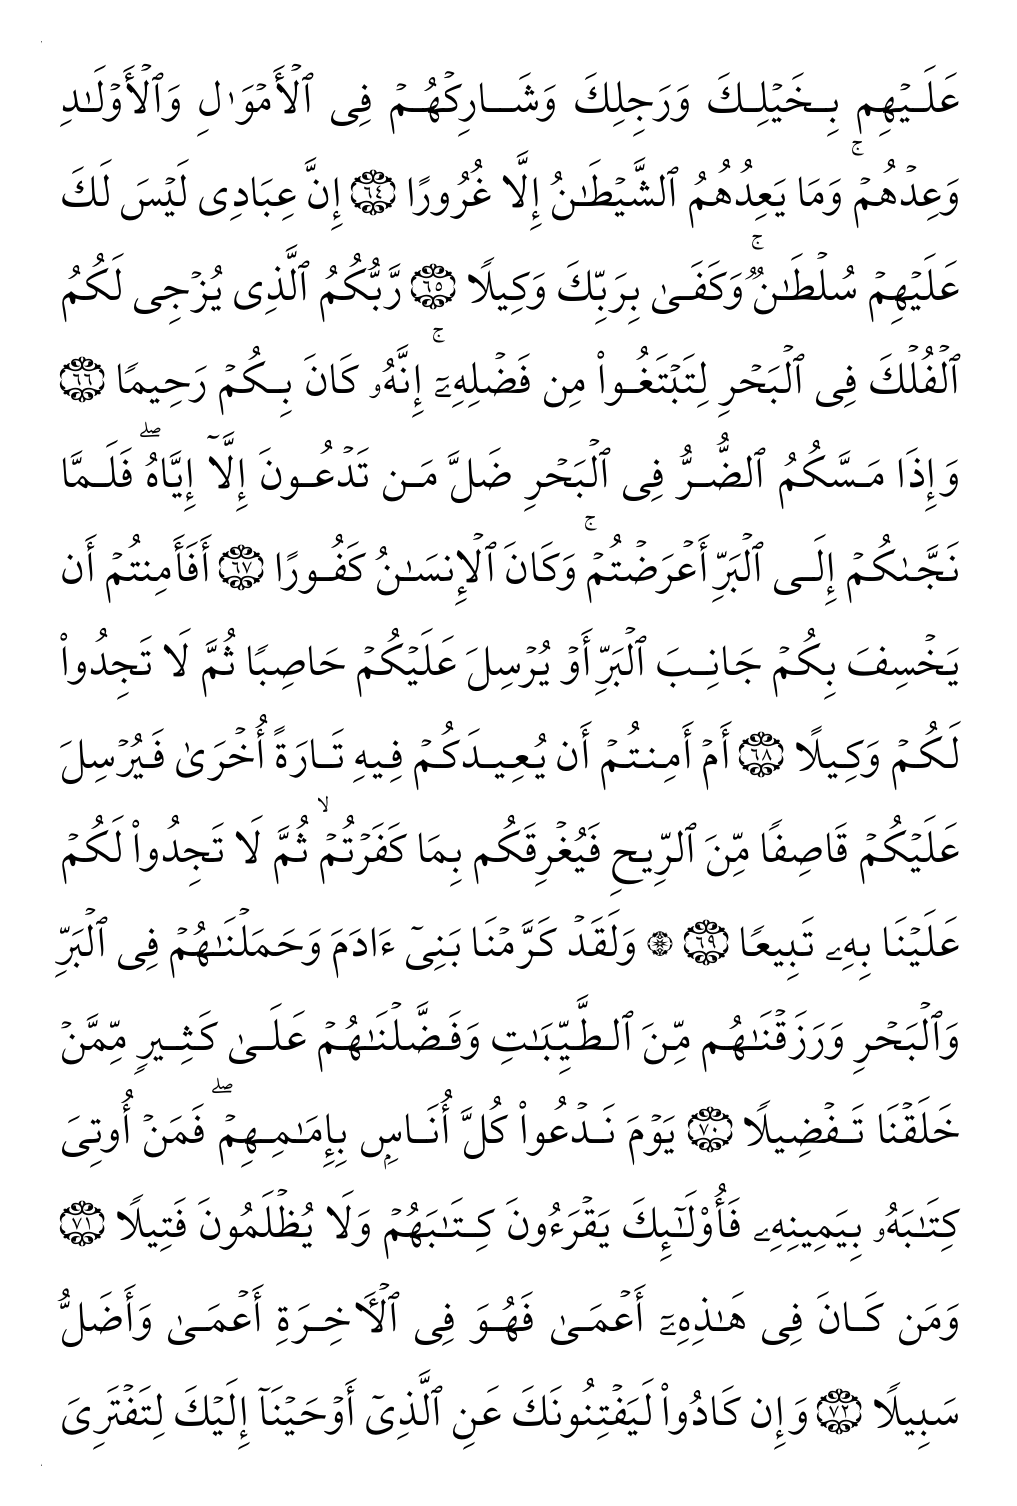 عَلَيْهِم بِخَيْلِكَ وَرَجِلِكَ وَشَارِكْهُمْ فِى ٱلْأَمْوَٰلِ وَٱلْأَوْلَـٰدِ
وَعِدْهُمْ ۚ وَمَا يَعِدُهُمُ ٱلشَّيْطَـٰنُ إِلَّا غُرُورًا ٦٤ إِنَّ عِبَادِى لَيْسَ لَكَ
عَلَيْهِمْ سُلْطَـٰنٌ ۚ وَكَفَىٰ بِرَبِّكَ وَكِيلًا ٦٥ رَّبُّكُمُ ٱلَّذِى يُزْجِى لَكُمُ
ٱلْفُلْكَ فِى ٱلْبَحْرِ لِتَبْتَغُوا۟ مِن فَضْلِهِۦٓ ۚ إِنَّهُۥ كَانَ بِكُمْ رَحِيمًا ٦٦
وَإِذَا مَسَّكُمُ ٱلضُّرُّ فِى ٱلْبَحْرِ ضَلَّ مَن تَدْعُونَ إِلَّآ إِيَّاهُ ۖ فَلَمَّا
نَجَّىٰكُمْ إِلَى ٱلْبَرِّ أَعْرَضْتُمْ ۚ وَكَانَ ٱلْإِنسَـٰنُ كَفُورًا ٦٧ أَفَأَمِنتُمْ أَن
يَخْسِفَ بِكُمْ جَانِبَ ٱلْبَرِّ أَوْ يُرْسِلَ عَلَيْكُمْ حَاصِبًا ثُمَّ لَا تَجِدُوا۟
لَكُمْ وَكِيلًا ٦٨ أَمْ أَمِنتُمْ أَن يُعِيدَكُمْ فِيهِ تَارَةً أُخْرَىٰ فَيُرْسِلَ
عَلَيْكُمْ قَاصِفًا مِّنَ ٱلرِّيحِ فَيُغْرِقَكُم بِمَا كَفَرْتُمْ ۙ ثُمَّ لَا تَجِدُوا۟ لَكُمْ
عَلَيْنَا بِهِۦ تَبِيعًا ٦٩ ۞ وَلَقَدْ كَرَّمْنَا بَنِىٓ ءَادَمَ وَحَمَلْنَـٰهُمْ فِى ٱلْبَرِّ
وَٱلْبَحْرِ وَرَزَقْنَـٰهُم مِّنَ ٱلطَّيِّبَـٰتِ وَفَضَّلْنَـٰهُمْ عَلَىٰ كَثِيرٍ مِّمَّنْ
خَلَقْنَا تَفْضِيلًا ٧٠ يَوْمَ نَدْعُوا۟ كُلَّ أُنَاسٍۭ بِإِمَـٰمِهِمْ ۖ فَمَنْ أُوتِىَ
كِتَـٰبَهُۥ بِيَمِينِهِۦ فَأُو۟لَـٰٓئِكَ يَقْرَءُونَ كِتَـٰبَهُمْ وَلَا يُظْلَمُونَ فَتِيلًا ٧١
وَمَن كَانَ فِى هَـٰذِهِۦٓ أَعْمَىٰ فَهُوَ فِى ٱلْـَٔاخِرَةِ أَعْمَىٰ وَأَضَلُّ
سَبِيلًا ٧٢ وَإِن كَادُوا۟ لَيَفْتِنُونَكَ عَنِ ٱلَّذِىٓ أَوْحَيْنَآ إِلَيْكَ لِتَفْتَرِىَ